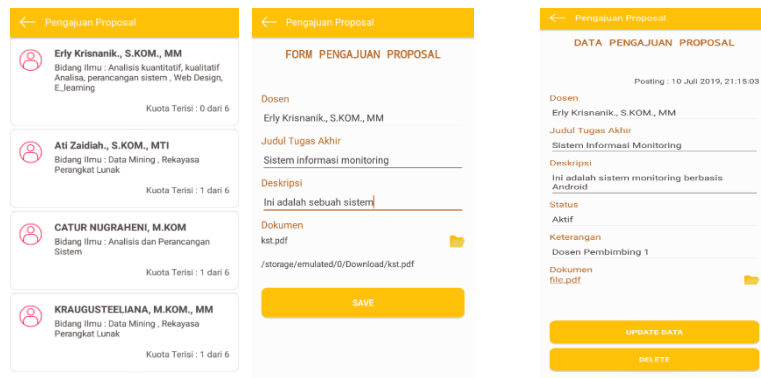 Pengajuan Proposal
Erly Krisnanik., S.KOM., MM
Bidang Ilmu : Analisis kuantitatif, kualitatif
Analisa, perancangan sistem , Web Design,
E_learning
Kuota Terisi : 0 dari 6
Ati Zaidiah., S.KOM., MTI
Bidang Ilmu : Data Mining , Rekayasa
Perangkat Lunak
Kuota Terisi : 1 dari 6
CATUR NUGRAHENI, M.KOM
Bidang Ilmu : Analisis dan Perancangan
Sistem
Kuota Terisi : 1 dari 6
KRAUGUSTEELIANA, M.KOM., MM
Bidang Ilmu : Data Mining , Rekayasa
Perangkat Lunak
Kuota Terisi : 1 dari 6
Pengajuan Proposal
FORM PENGAJUAN PROPOSAL
Dosen
Erly Krisnanik., S.KOM., MM
Judul Tugas Akhir
Sistem informasi monitoring
Deskripsi
Ini adalah sebuah sistem
Dokumen
kst.pdf
/storage/emulated/0/Download/kst.pdf
SAVE
Pengajuan Proposal
DATA PENGAJUAN PROPOSAL
Posting : 10 Juli 2019, 21:15:03
Dosen
Erly Krisnanik., S.KOM., MM
Judul Tugas Akhir
Sistem Informasi Monitoring
Deskripsi
Ini adalah sistem monitoring berbasis
Android
Status
Aktif
Keterangan
Dosen Pembimbing 1
Dokumen
file.pdf
UPDATE DATA
DELETE